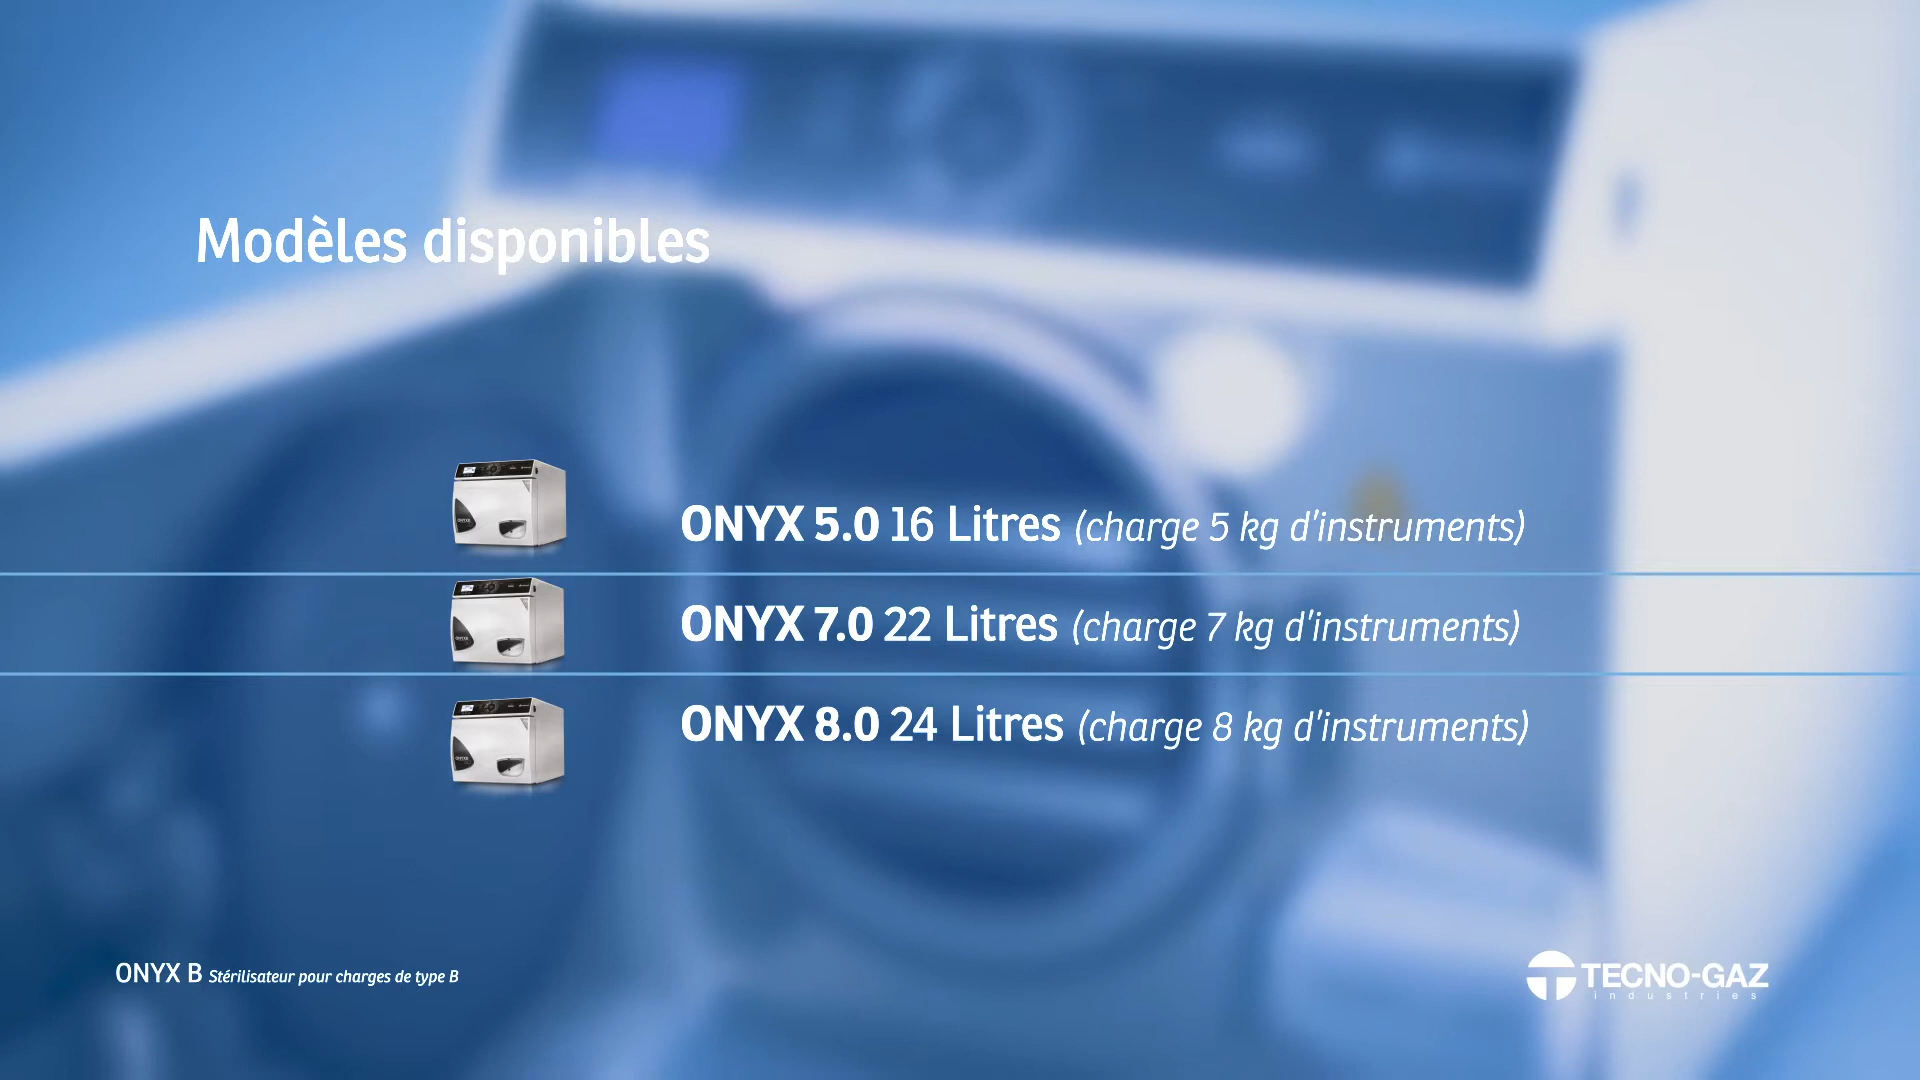 Modèles disponibles
ONYX 5.0 16 Litres (charge 5 kg d'instruments)
ONYX 7.0 22 Litres (charge 7 kg d'instruments)
ONYX 8.0 24 Litres (charge 8 kg d'instruments)
ONYX B Stérilisateur pour charges de type B
TECNO-GAZ
industries